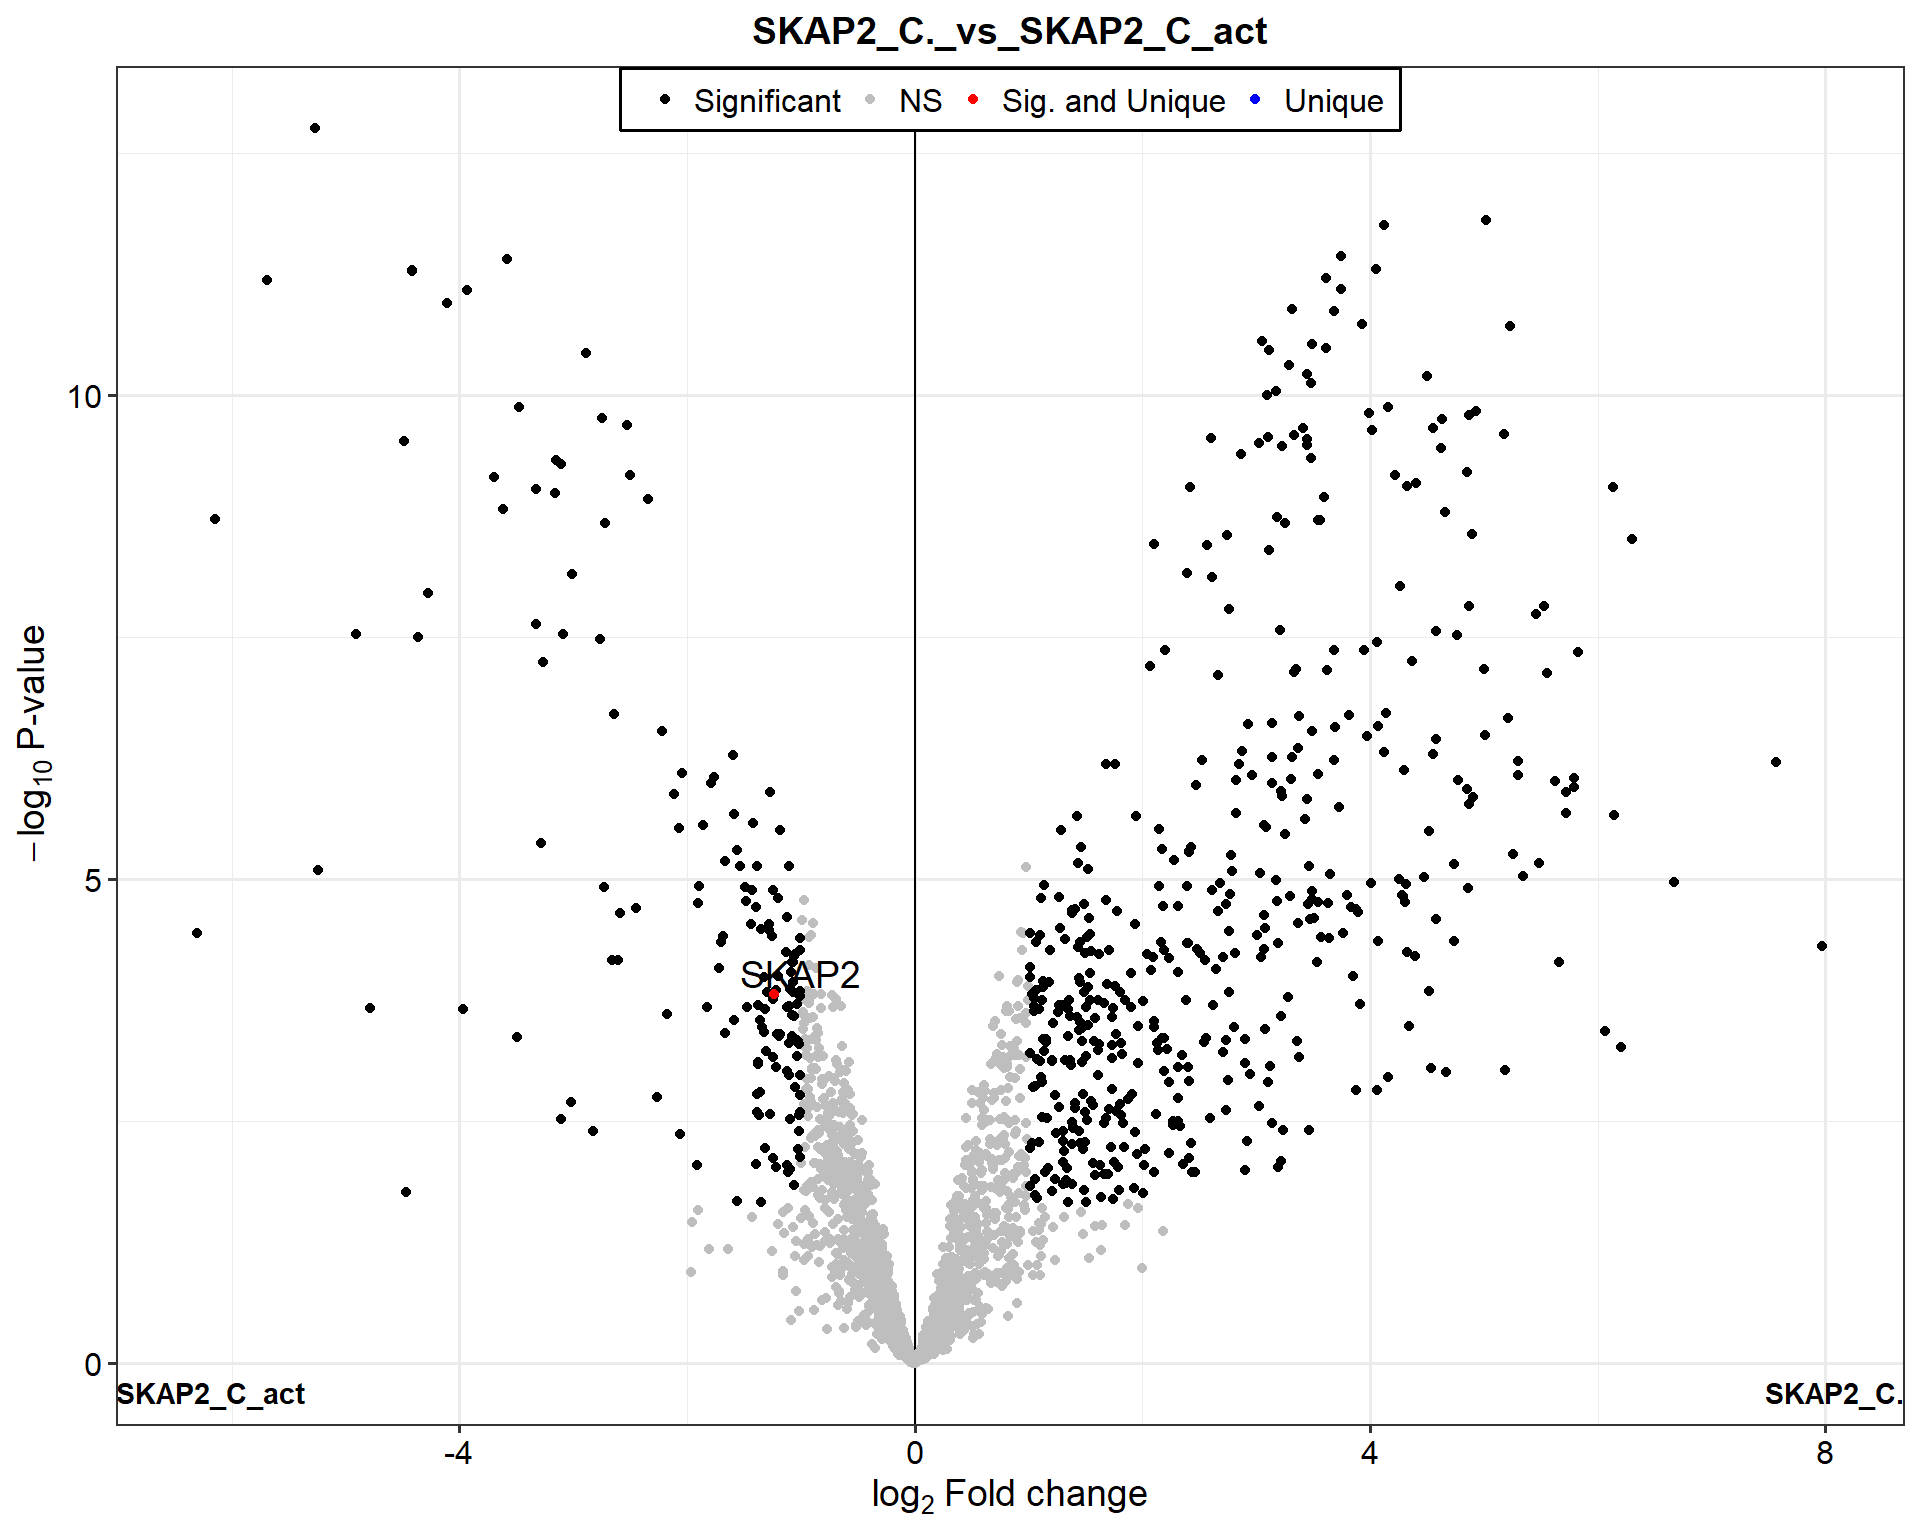 SKAP2_C._vs_SKAP2_C_act
Significant NS Sig. and Unique Unique
10
5
0
−log10 P-value
SKAP2
SKAP2_C_act SKAP2_C.
-4 0 4 8
log2 Fold change